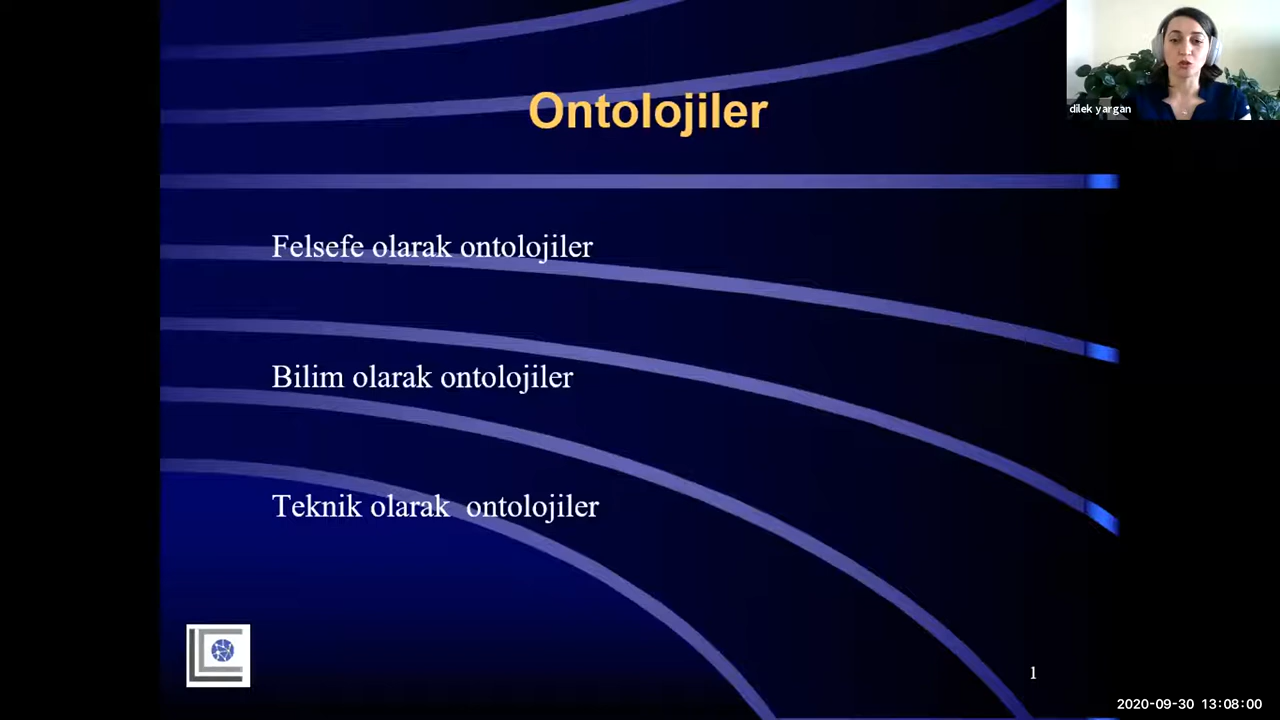 Ontolojiler
dilek yargan
Felsefe olarak ontolojiler
Bilim olarak ontolojiler
Teknik olarak  ontolojiler
1
2020-09-30 13:08:00